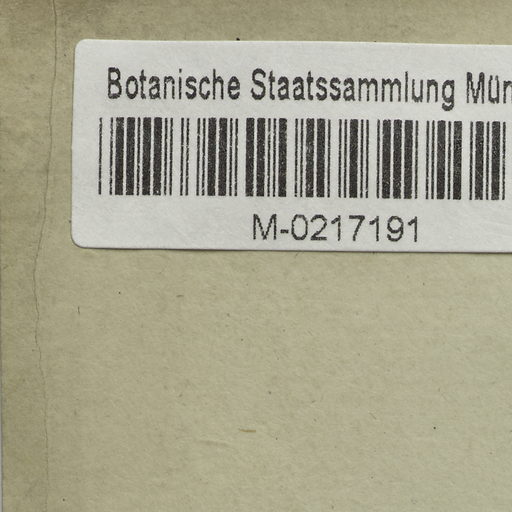 Botanische Staatssammlung Mün
M-0217191